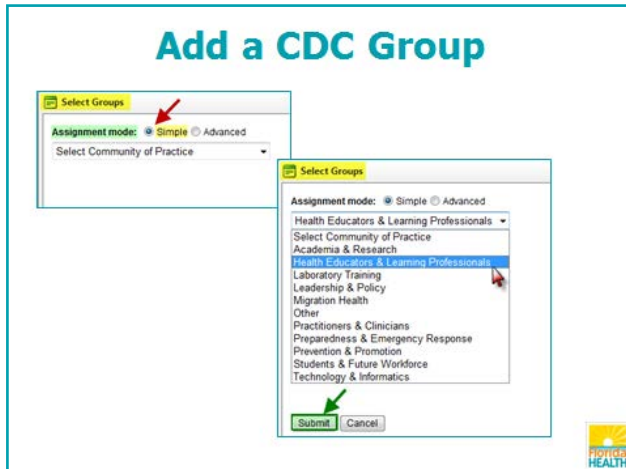 Add a CDC Group
Select Groups
Assignment mode: Simple Advanced
Select Community of Practice
Select Groups
Assignment mode: Simple Advanced
Health Educators & Learning Professionals
Select Community of Practice
Academia & Research
Health Educators & Learning Professionals
Laboratory Training
Leadership & Policy
Migration Health
Other
Practitioners & Clinicians
Preparedness & Emergency Response
Prevention & Promotion
Students & Future Workforce
Technology & Informatics
Submit Cancel
Florida
HEALTH